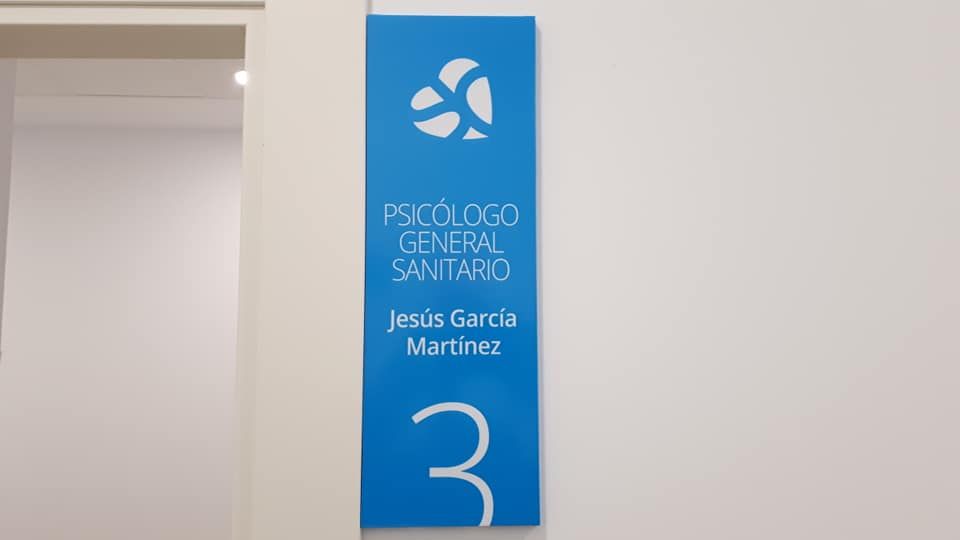 PSICÓLOGO
GENERAL
SANITARIO
Jesús García
Martínez
3